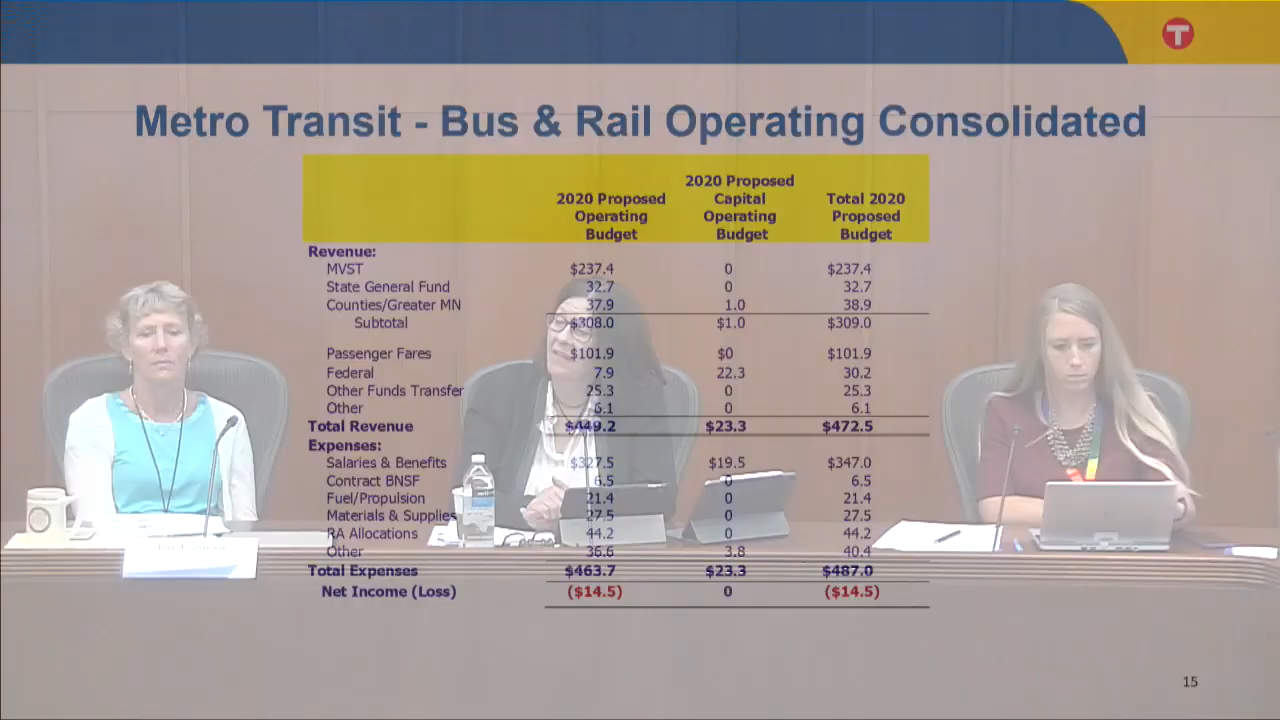 T
Metro Transit - Bus & Rail Operating Consolidated
2020 Proposed Operating Budget
2020 Proposed Capital Operating Budget
Total 2020 Proposed Budget
Revenue:
MVST $237.4 0 $237.4
State General Fund 32.7 0 32.7
Counties/Greater MN 37.9 1.0 38.9
Subtotal $308.0 $1.0 $309.0
Passenger Fares $101.9 $0 $101.9
Federal 7.9 22.3 30.2
Other Funds Transfer 25.3 0 25.3
Other 6.1 0 6.1
Total Revenue $449.2 $23.3 $472.5
Expenses:
Salaries & Benefits $327.5 $19.5 $347.0
Contract BNSF 6.5 0 6.5
Fuel/Propulsion 21.4 0 21.4
Materials & Supplies 27.5 0 27.5
RA Allocations 44.2 0 44.2
Other 36.6 3.8 40.4
Total Expenses $463.7 $23.3 $487.0
Net Income (Loss) ($14.5) 0 ($14.5)
15